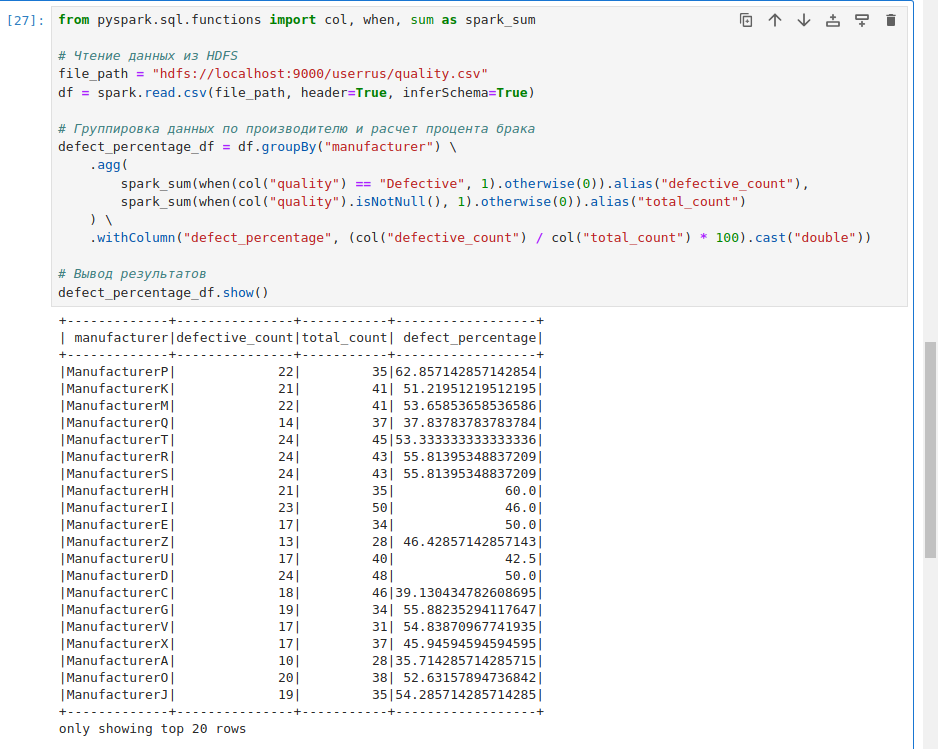 [27]: from pyspark.sql.functions import col, when, sum as spark_sum
# Чтение данных из HDFS
file_path = "hdfs://localhost:9000/userrus/quality.csv"
df = spark.read.csv(file_path, header=True, inferSchema=True)
# Группировка данных по производителю и расчет процента брака
defect_percentage_df = df.groupBy("manufacturer") \
    .agg(
        spark_sum(when(col("quality") == "Defective", 1).otherwise(0)).alias("defective_count"),
        spark_sum(when(col("quality").isNotNull(), 1).otherwise(0)).alias("total_count")
    ) \
    .withColumn("defect_percentage", (col("defective_count") / col("total_count") * 100).cast("double"))
# Вывод результатов
defect_percentage_df.show()
+-------------+---------------+-----------+------------------+
| manufacturer|defective_count|total_count| defect_percentage|
+-------------+---------------+-----------+------------------+
|ManufacturerP|             22|         35|62.857142857142854|
|ManufacturerK|             21|         41| 51.21951219512195|
|ManufacturerM|             22|         41| 53.65853658536586|
|ManufacturerQ|             14|         37| 37.83783783783784|
|ManufacturerT|             24|         45|53.333333333333336|
|ManufacturerR|             24|         43| 55.81395348837209|
|ManufacturerS|             24|         43| 55.81395348837209|
|ManufacturerH|             21|         35|              60.0|
|ManufacturerI|             23|         50|              46.0|
|ManufacturerE|             17|         34|              50.0|
|ManufacturerZ|             13|         28| 46.42857142857143|
|ManufacturerU|             17|         40|              42.5|
|ManufacturerD|             24|         48|              50.0|
|ManufacturerC|             18|         46|39.130434782608695|
|ManufacturerG|             19|         34| 55.88235294117647|
|ManufacturerV|             17|         31| 54.83870967741935|
|ManufacturerX|             17|         37| 45.94594594594595|
|ManufacturerA|             10|         28|35.714285714285715|
|ManufacturerO|             20|         38| 52.63157894736842|
|ManufacturerJ|             19|         35|54.285714285714285|
+-------------+---------------+-----------+------------------+
only showing top 20 rows